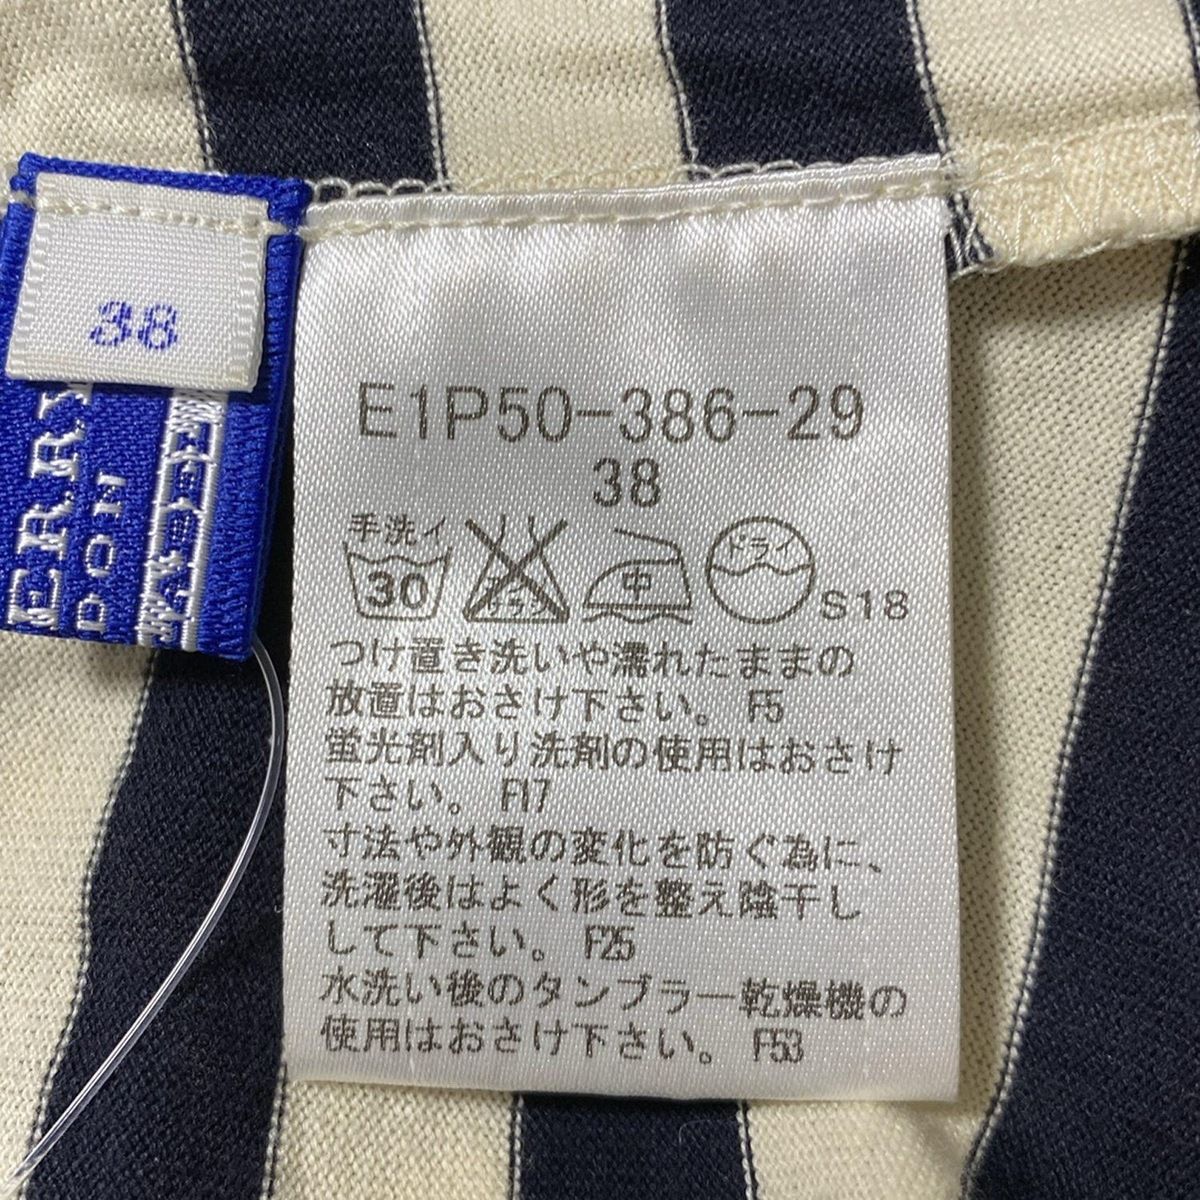 38
E1P50-386-29
38
手洗イ
30
中
ドライ
S18
つけ置き洗いや濡れたままの
放置はおさけ下さい。 F5
蛍光剤入り洗剤の使用はおさけ
下さい。 F17
寸法や外観の変化を防ぐ為に、
洗濯後はよく形を整え陰干し
して下さい。 F25
水洗い後のタンブラー乾燥機の
使用はおさけ下さい。 F53
ERRY
DON